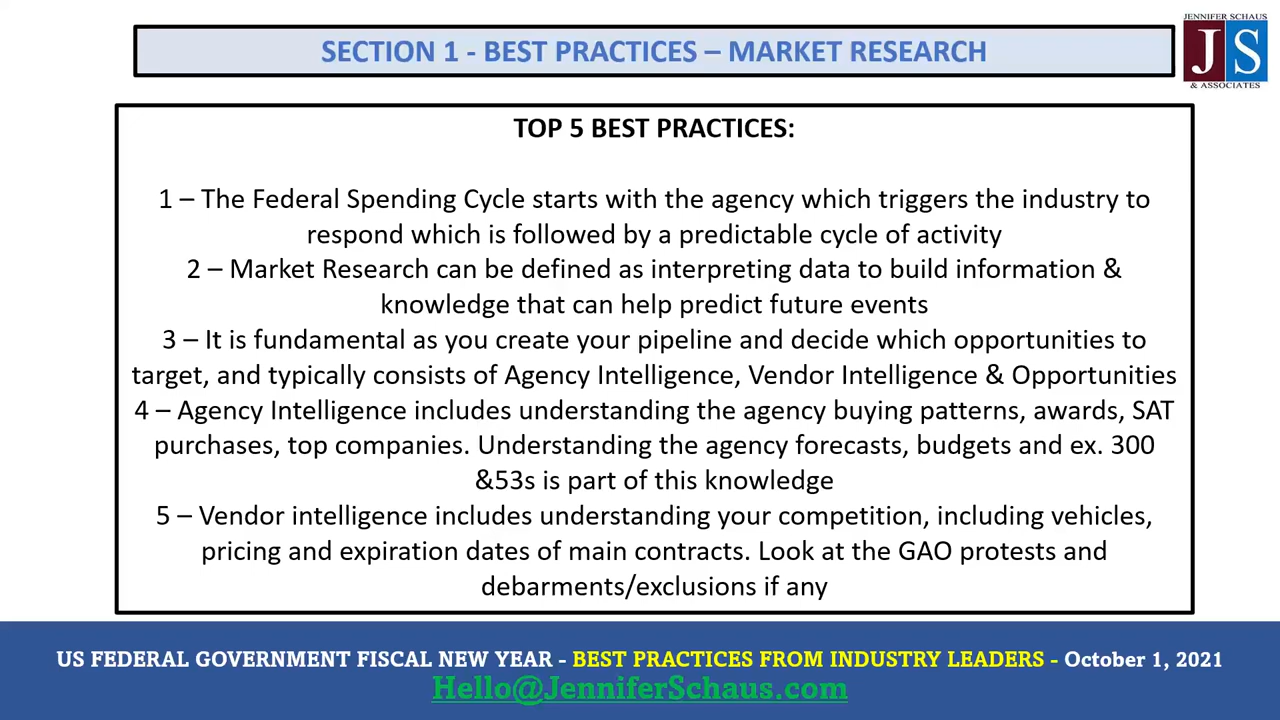 SECTION 1 - BEST PRACTICES – MARKET RESEARCH
JENNIFER SCHAUS
JS
& ASSOCIATES
TOP 5 BEST PRACTICES:
1 – The Federal Spending Cycle starts with the agency which triggers the industry to
respond which is followed by a predictable cycle of activity
2 – Market Research can be defined as interpreting data to build information &
knowledge that can help predict future events
3 – It is fundamental as you create your pipeline and decide which opportunities to
target, and typically consists of Agency Intelligence, Vendor Intelligence & Opportunities
4 – Agency Intelligence includes understanding the agency buying patterns, awards, SAT
purchases, top companies. Understanding the agency forecasts, budgets and ex. 300
&53s is part of this knowledge
5 – Vendor intelligence includes understanding your competition, including vehicles,
pricing and expiration dates of main contracts. Look at the GAO protests and
debarments/exclusions if any
US FEDERAL GOVERNMENT FISCAL NEW YEAR - BEST PRACTICES FROM INDUSTRY LEADERS - October 1, 2021
Hello@JenniferSchaus.com